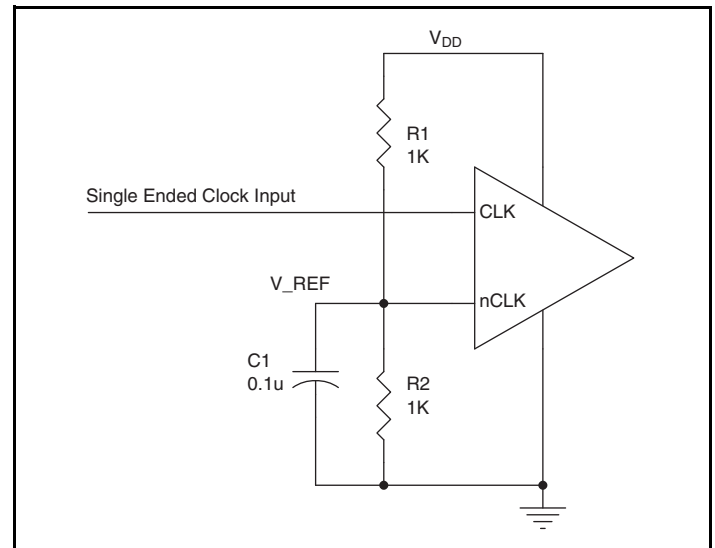 VDD
R1
1K
Single Ended Clock Input
CLK
V_REF
nCLK
C1
0.1u
R2
1K